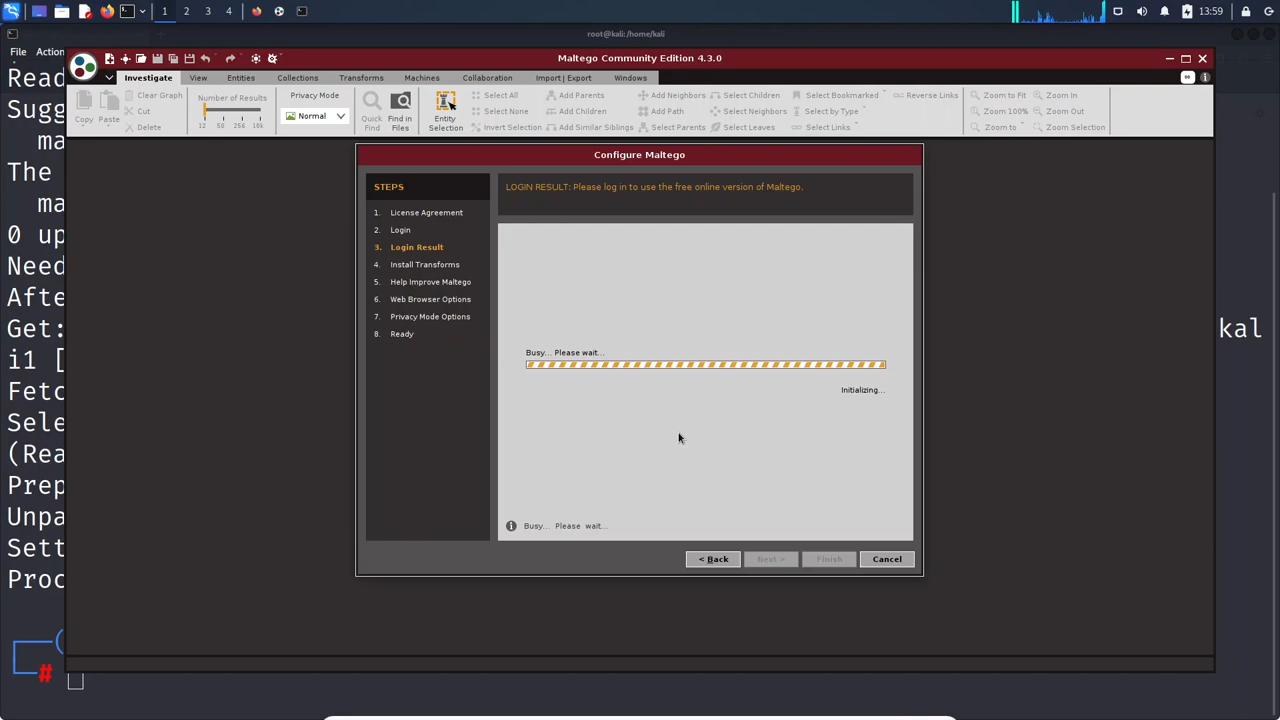 1 2 3 4 13:59
root@kali: /home/kali
File Action
Maltego Community Edition 4.3.0
Investigate View Entities Collections Transforms Machines Collaboration Import | Export Windows
Copy
Paste
Clear Graph
Cut
Delete
Number of Results
12 50 256 10k
Privacy Mode
Normal
Quick
Find
Find in
Files
Entity
Selection
Select All
Select None
Invert Selection
Add Parents
Add Children
Add Similar Siblings
Add Neighbors
Add Path
Select Parents
Select Children
Select Neighbors
Select Leaves
Select Bookmarked
Select by Type
Select Links
Reverse Links
Zoom to Fit
Zoom 100%
Zoom to
Zoom In
Zoom Out
Zoom Selection
Configure Maltego
STEPS
1. License Agreement
2. Login
3. Login Result
4. Install Transforms
5. Help Improve Maltego
6. Web Browser Options
7. Privacy Mode Options
8. Ready
LOGIN RESULT: Please log in to use the free online version of Maltego.
Busy... Please wait...
Initializing...
Busy... Please wait...
< Back
Next >
Finish
Cancel
Read
Sugg
ma
The
ma
0 up
Need
Afte
Get: kal
i1 [
Fetc
Sele
(Rea
Prep
Unpa
Sett
Proc
#